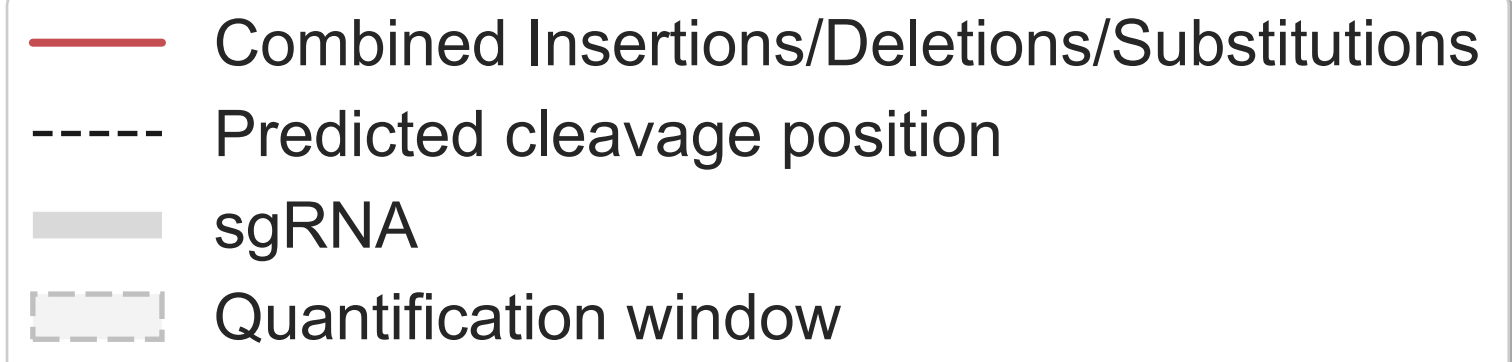 Combined Insertions/Deletions/Substitutions
Predicted cleavage position
sgRNA
Quantification window